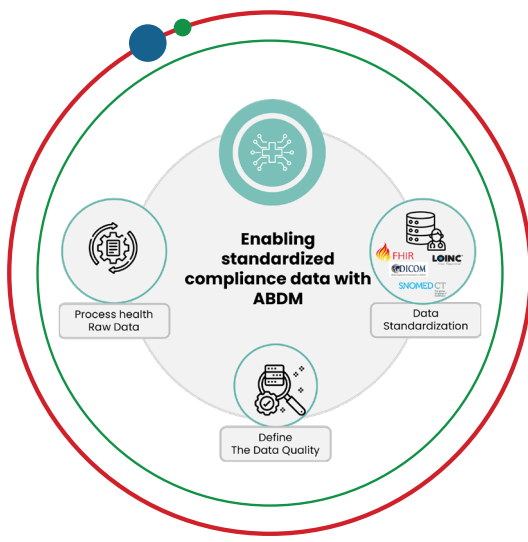 Enabling
standardized
compliance data with
ABDM
Process health
Raw Data
FHIR
LOINC
DICOM
SNOMED CT
Data
Standardization
Define
The Data Quality